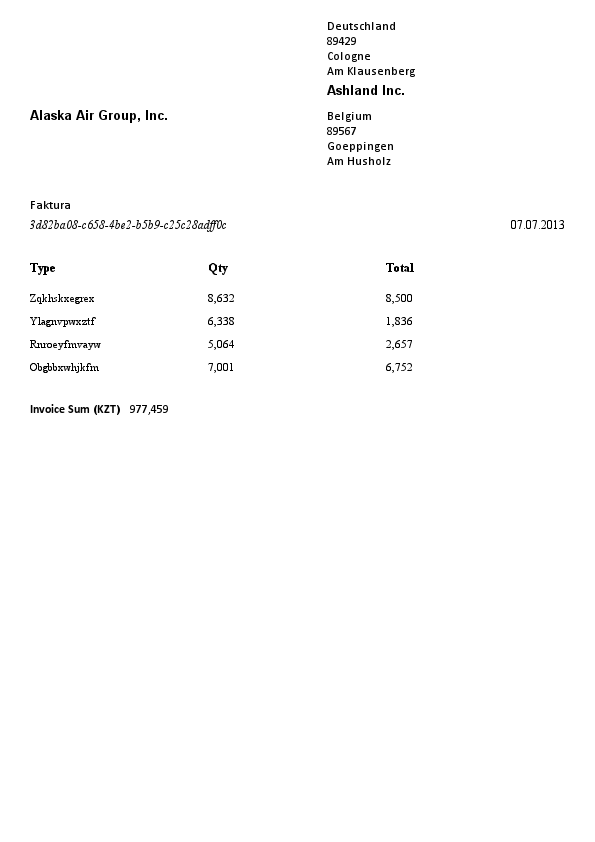 Deutschland
89429
Cologne
Am Klausenberg
Ashland Inc.
Alaska Air Group, Inc.
Belgium
89567
Goeppingen
Am Husholz
Faktura
3d82ba08-c658-4be2-b5b9-c25c28adff0c 07.07.2013
Type Qty Total
Zqkhskxegrex 8,632 8,500
Ylagnvpwxztf 6,338 1,836
Rnroeyfmvayw 5,064 2,657
Obgbbxwhjkfm 7,001 6,752
Invoice Sum (KZT) 977,459